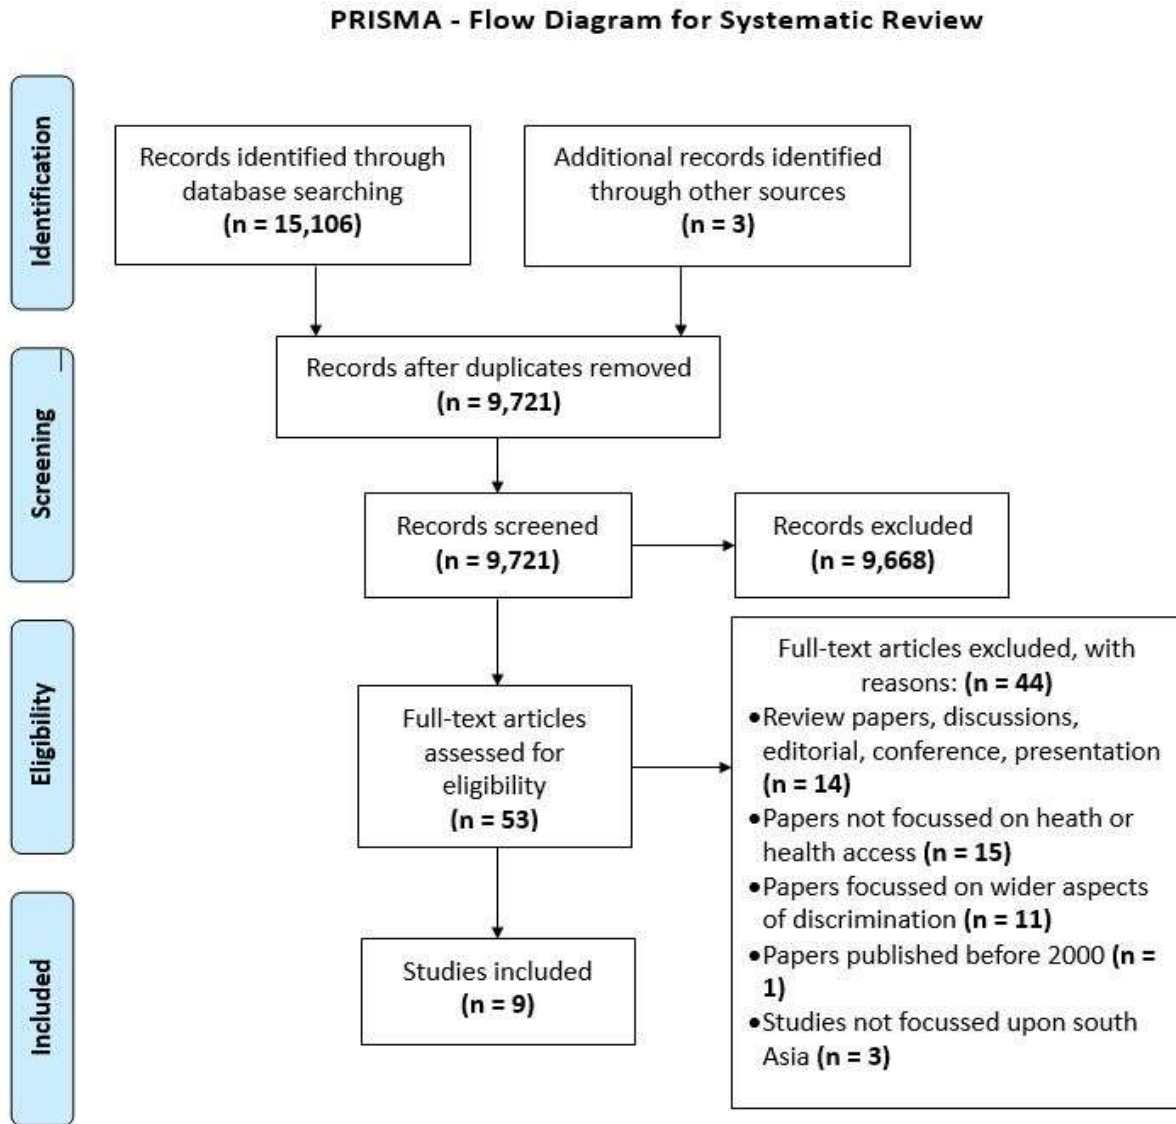 PRISMA - Flow Diagram for Systematic Review
Identification
Records identified through
database searching
(n = 15,106)
Additional records identified
through other sources
(n = 3)
Screening
Records after duplicates removed
(n = 9,721)
Records screened
(n = 9,721)
Records excluded
(n = 9,668)
Eligibility
Full-text articles
assessed for
eligibility
(n = 53)
Full-text articles excluded, with
reasons: (n = 44)
•Review papers, discussions,
editorial, conference, presentation
(n = 14)
•Papers not focussed on heath or
health access (n = 15)
•Papers focussed on wider aspects
of discrimination (n = 11)
•Papers published before 2000 (n =
1)
•Studies not focussed upon south
Asia (n = 3)
Included
Studies included
(n = 9)